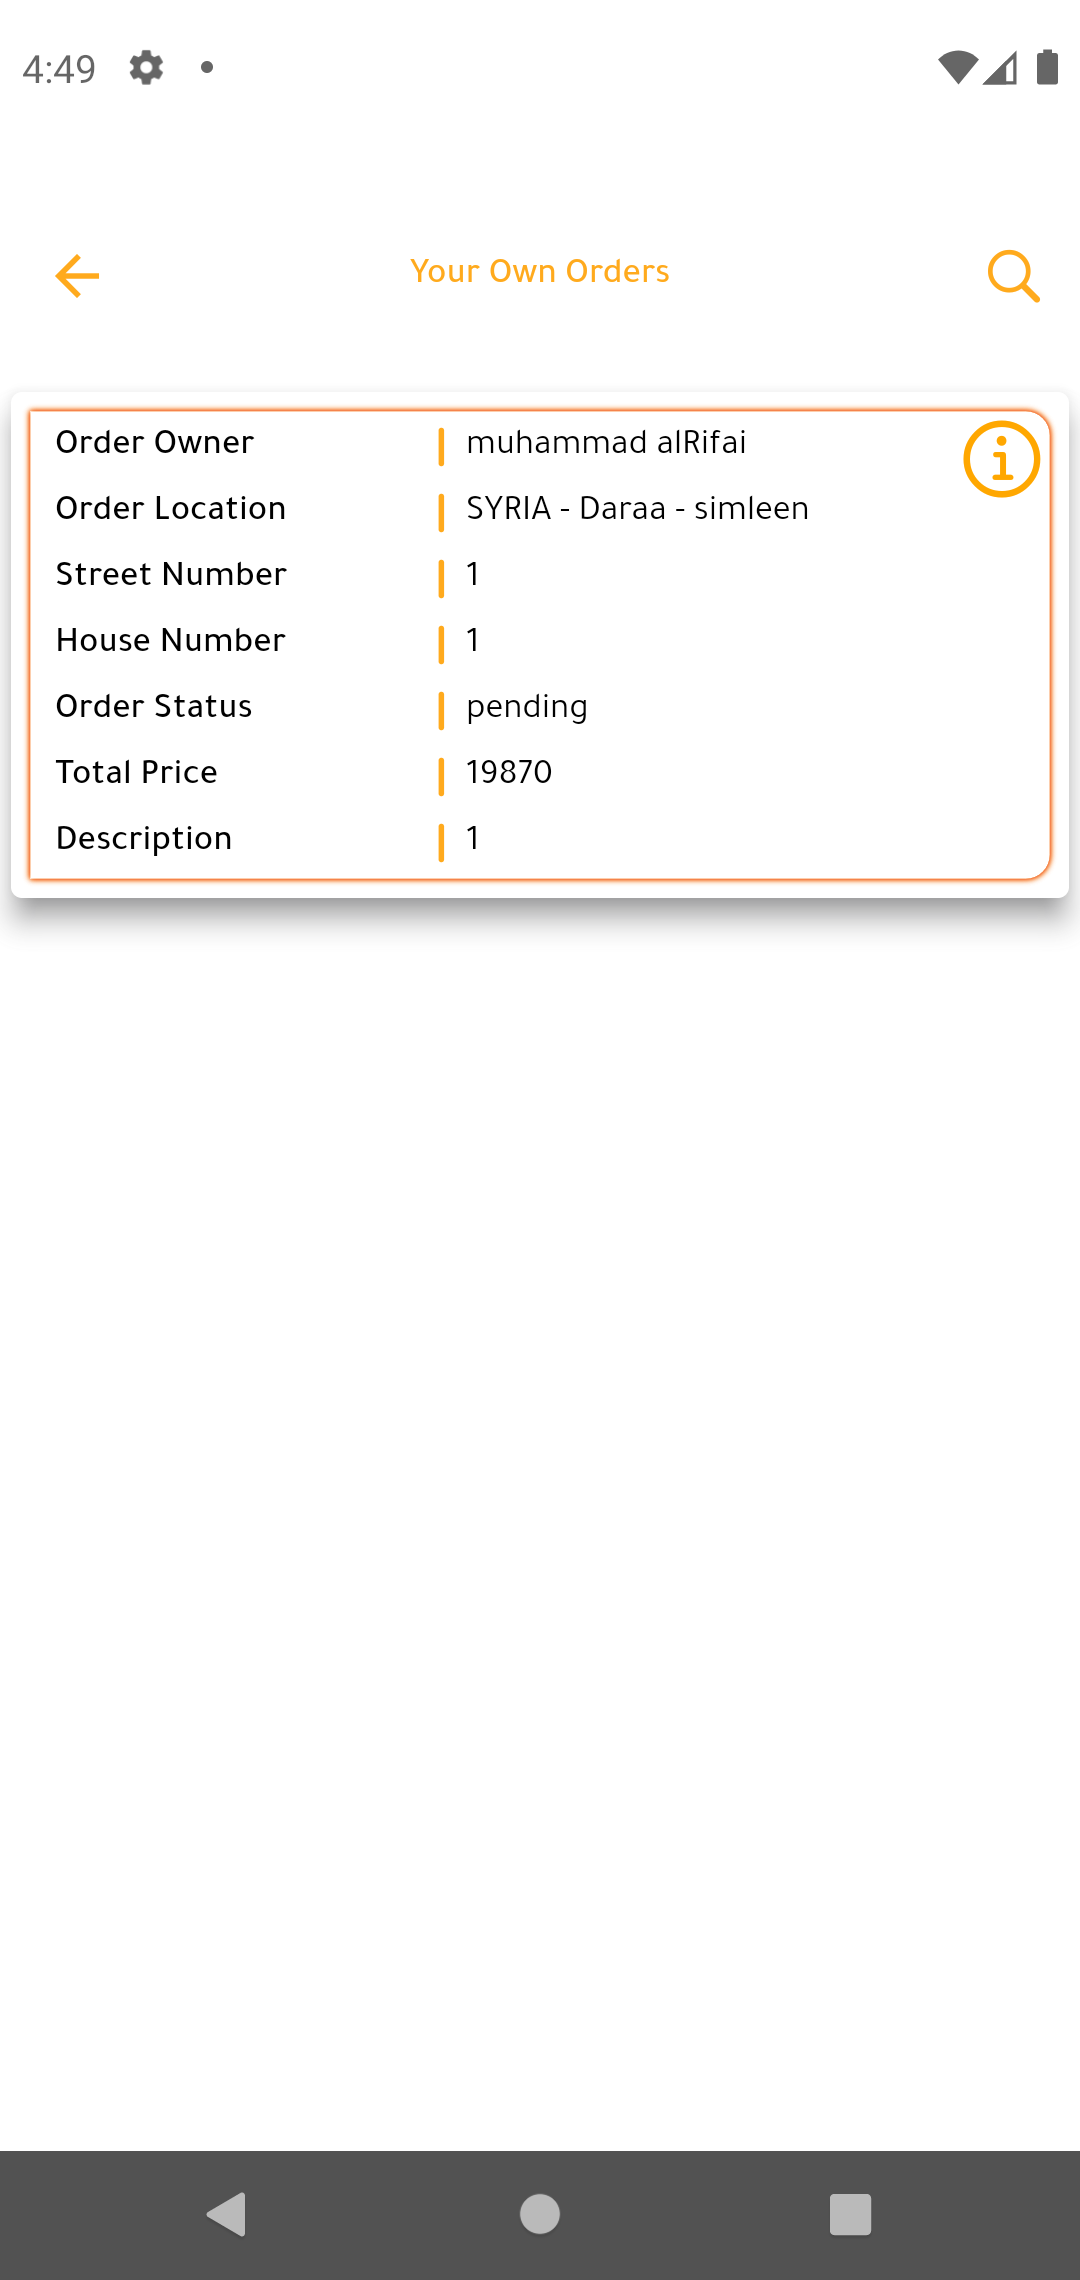 4:49
Your Own Orders
Order Owner muhammad alRifai
Order Location SYRIA - Daraa - simleen
Street Number 1
House Number 1
Order Status pending
Total Price 19870
Description 1